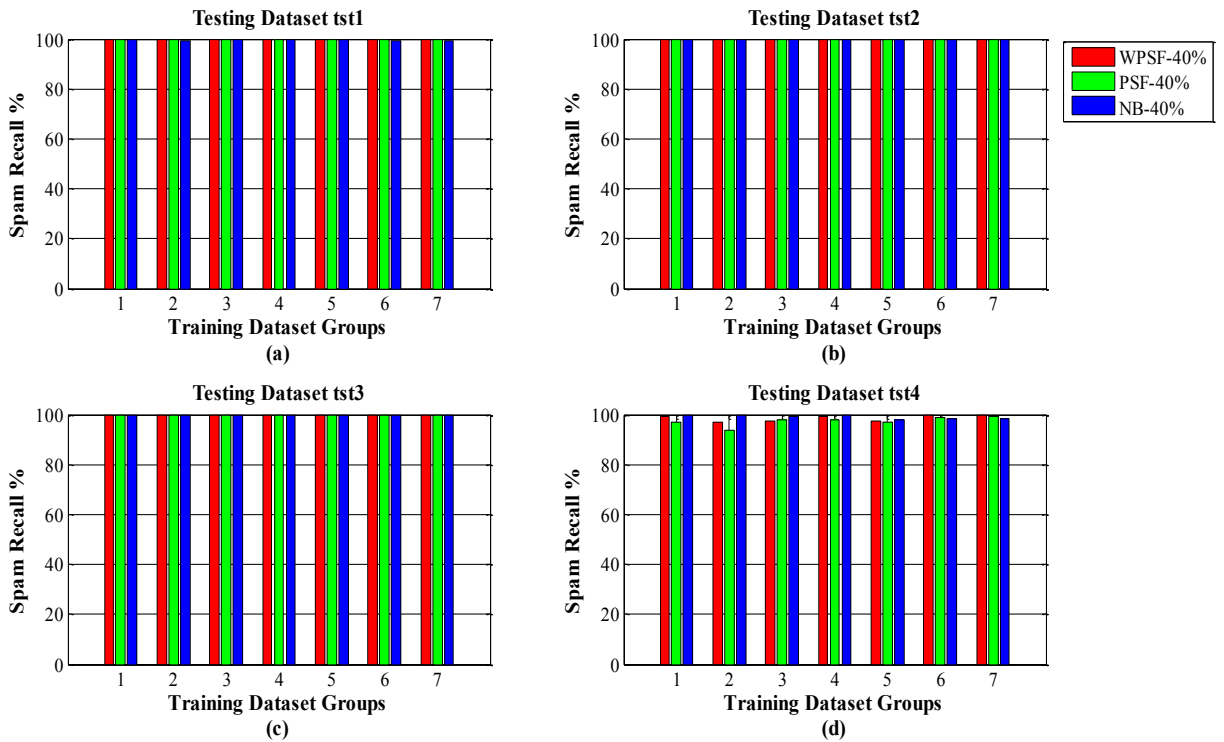 Testing Dataset tst1
100
80
60
40
20
0
Spam Recall %
1 2 3 4 5 6 7
Training Dataset Groups
(a)
Testing Dataset tst2
100
80
60
40
20
0
Spam Recall %
1 2 3 4 5 6 7
Training Dataset Groups
(b)
WPSF-40%
PSF-40%
NB-40%
Testing Dataset tst3
100
80
60
40
20
0
Spam Recall %
1 2 3 4 5 6 7
Training Dataset Groups
(c)
Testing Dataset tst4
100
80
60
40
20
0
Spam Recall %
1 2 3 4 5 6 7
Training Dataset Groups
(d)